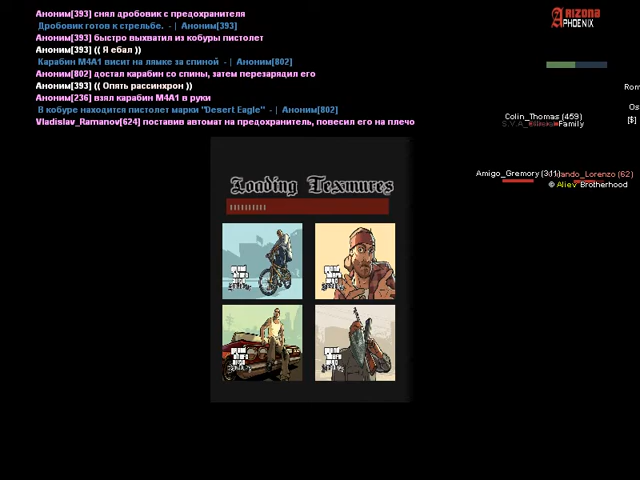 Аноним[393] снял дробовик с предохранителя
Дробовик готов к стрельбе. - | Аноним[393]
Аноним[393] быстро выхватил из кобуры пистолет
Аноним[393] (( Я ебал ))
Карабин M4A1 висит на лямке за спиной - | Аноним[802]
Аноним[802] достал карабин со спины, затем перезарядил его
Аноним[393] (( Опять рассинхрон ))
Аноним[236] взял карабин M4A1 в руки
В кобуре находится пистолет марки "Desert Eagle" - | Аноним[802]
Vladislav_Ramanov[624] поставив автомат на предохранитель, повесил его на плечо
ARIZONA
PHOENIX
Rom
Os
[$]
Colin_Thomas (459)
Family
Amigo_Gremory
Lorenzo (62)
© Aliev Brotherhood
Loading Texmures